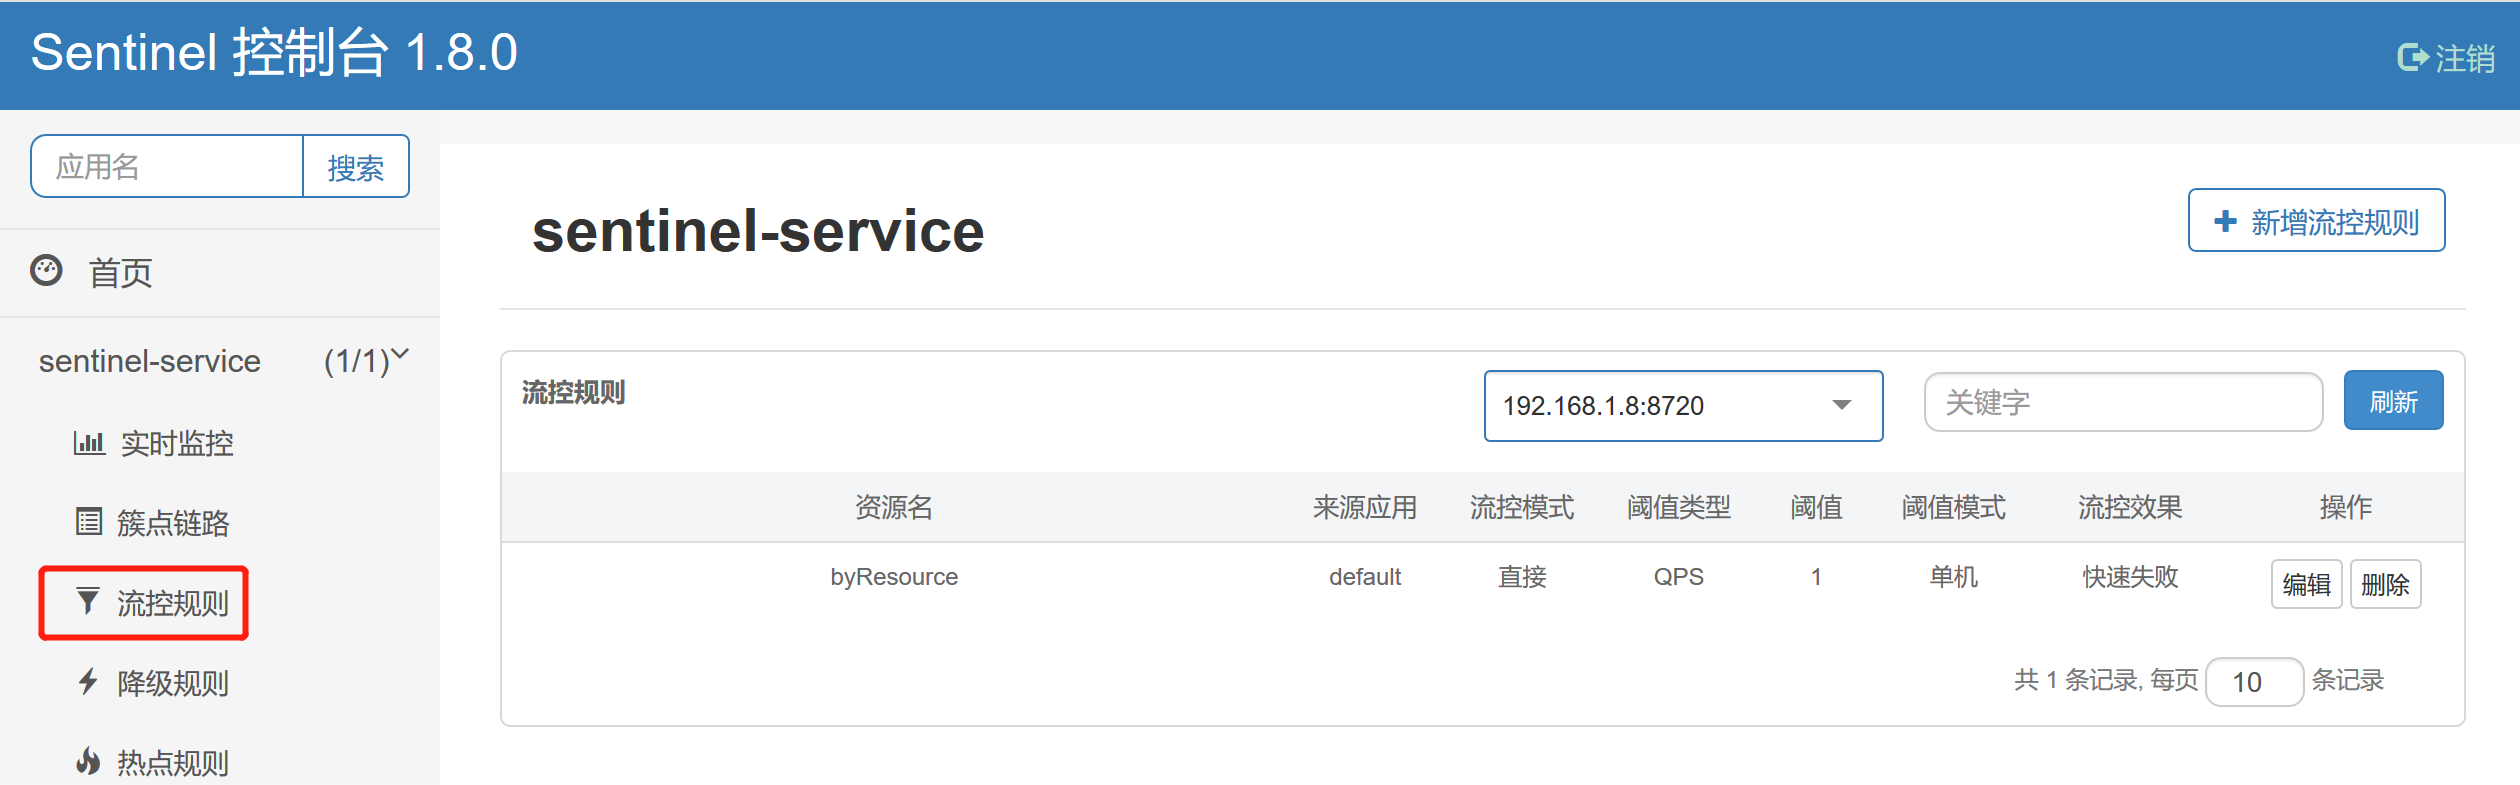 Sentinel 控制台 1.8.0
注销
应用名
搜索
首页
sentinel-service (1/1)
实时监控
簇点链路
流控规则
降级规则
热点规则
sentinel-service
新增流控规则
流控规则
192.168.1.8:8720
关键字
刷新
资源名 来源应用 流控模式 阈值类型 阈值 阈值模式 流控效果 操作
byResource default 直接 QPS 1 单机 快速失败 编辑 删除
共 1 条记录, 每页 10 条记录